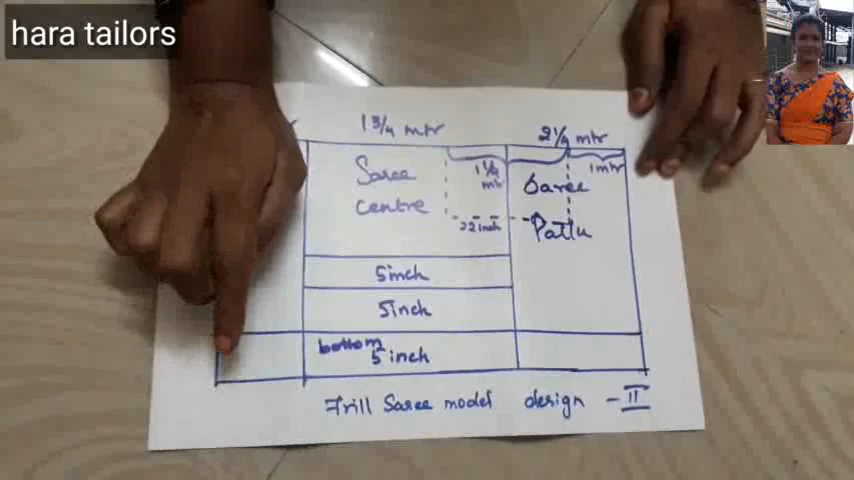 hara tailors
1 3/4 mtr
2 1/4 mtr
Saree
centre
1 1/4
mtr
22 inch
1 mtr
Saree
Pattu
5 inch
5 inch
bottom
5 inch
Frill Saree model design - II